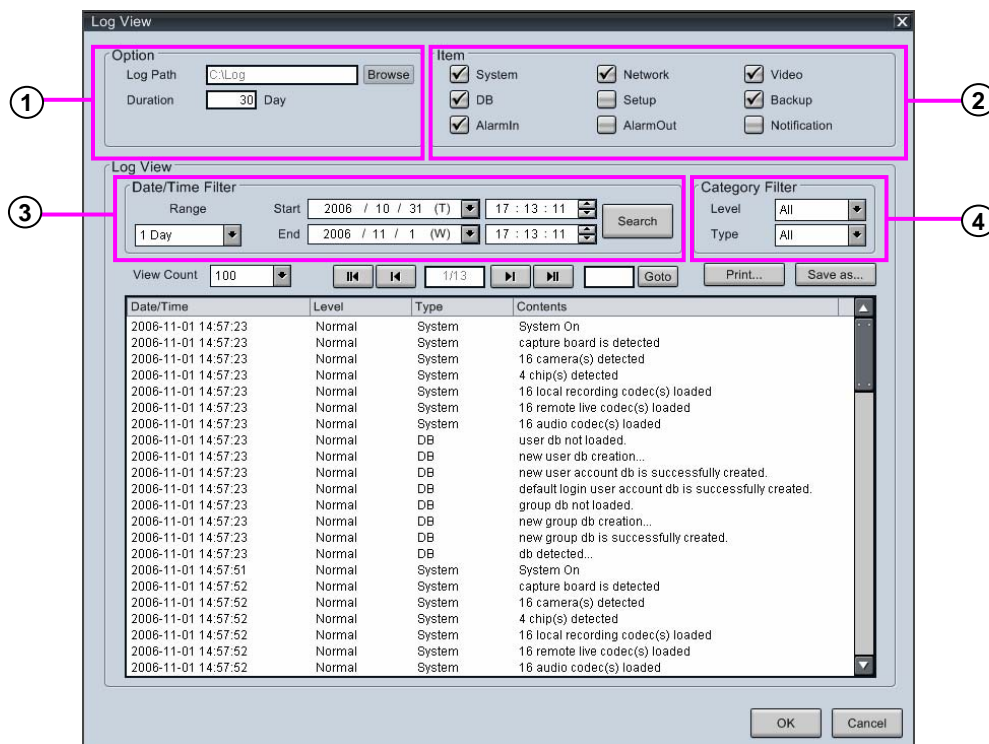 Log View
Option
Log Path C:\Log Browse
Duration 30 Day
Item
System Network Video
DB Setup Backup
AlarmIn AlarmOut Notification
1
2
Log View
Date/Time Filter
Range Start 2006 / 10 / 31 (T) 17 : 13 : 11
1 Day End 2006 / 11 / 1 (W) 17 : 13 : 11
Search
Category Filter
Level All
Type All
3
4
View Count 100 1/13 Goto Print... Save as...
Date/Time Level Type Contents
2006-11-01 14:57:23 Normal System System On
2006-11-01 14:57:23 Normal System capture board is detected
2006-11-01 14:57:23 Normal System 16 camera(s) detected
2006-11-01 14:57:23 Normal System 4 chip(s) detected
2006-11-01 14:57:23 Normal System 16 local recording codec(s) loaded
2006-11-01 14:57:23 Normal System 16 remote live codec(s) loaded
2006-11-01 14:57:23 Normal System 16 audio codec(s) loaded
2006-11-01 14:57:23 Normal DB user db not loaded.
2006-11-01 14:57:23 Normal DB new user db creation...
2006-11-01 14:57:23 Normal DB new user account db is successfully created.
2006-11-01 14:57:23 Normal DB default login user account db is successfully created.
2006-11-01 14:57:23 Normal DB group db not loaded.
2006-11-01 14:57:23 Normal DB new group db creation...
2006-11-01 14:57:23 Normal DB new group db is successfully created.
2006-11-01 14:57:23 Normal DB db detected...
2006-11-01 14:57:51 Normal System System On
2006-11-01 14:57:52 Normal System capture board is detected
2006-11-01 14:57:52 Normal System 16 camera(s) detected
2006-11-01 14:57:52 Normal System 4 chip(s) detected
2006-11-01 14:57:52 Normal System 16 local recording codec(s) loaded
2006-11-01 14:57:52 Normal System 16 remote live codec(s) loaded
2006-11-01 14:57:52 Normal System 16 audio codec(s) loaded
OK Cancel